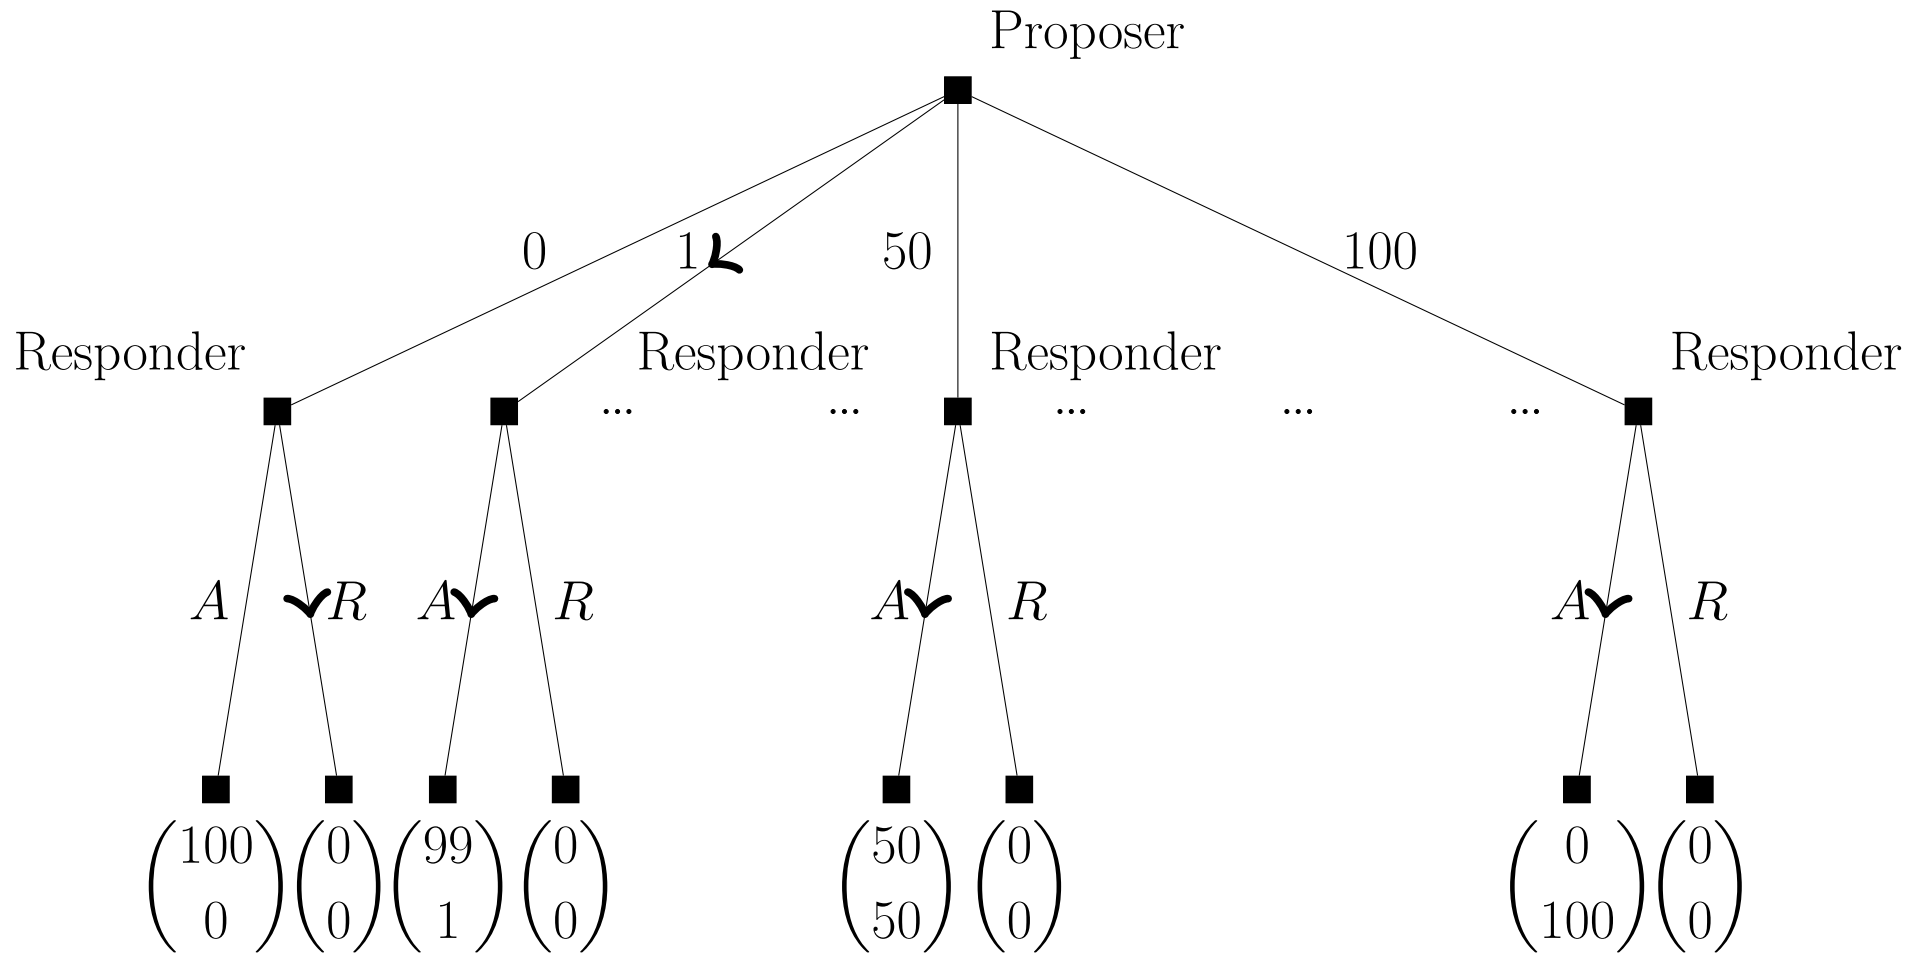 Proposer
0 1 50 100
Responder Responder Responder Responder
... ... ... ... ...
A R A R A R A R
100 0 99 0 50 0 0 0
0 0 1 0 50 0 100 0